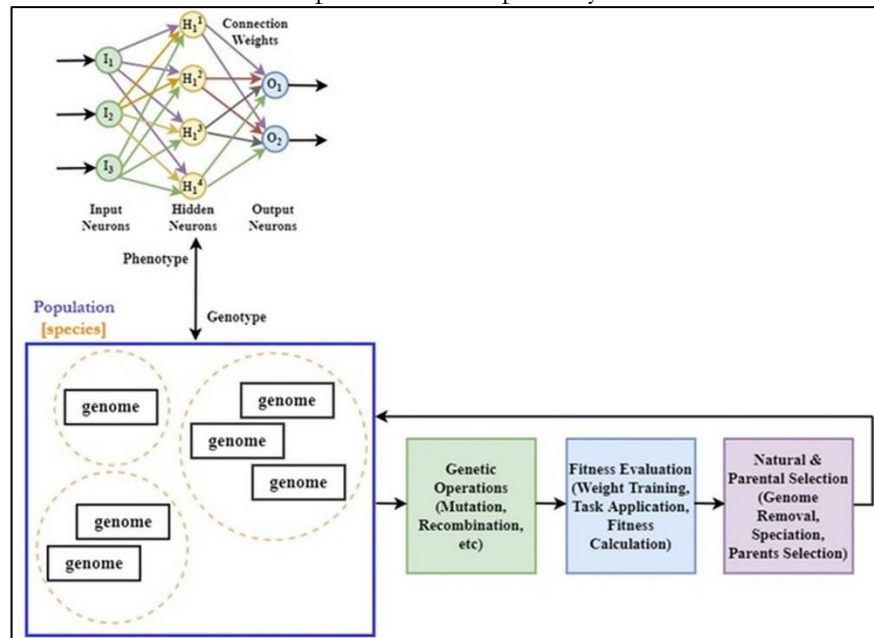 Connection
Weights
I₁
I₂
I₃
H₁¹
H₁²
H₁³
H₁⁴
O₁
O₂
Input
Neurons
Hidden
Neurons
Output
Neurons
Phenotype
Genotype
Population
[species]
genome
genome
genome
genome
genome
genome
Genetic
Operations
(Mutation,
Recombination,
etc)
Fitness Evaluation
(Weight Training,
Task Application,
Fitness
Calculation)
Natural &
Parental Selection
(Genome
Removal,
Speciation,
Parents Selection)